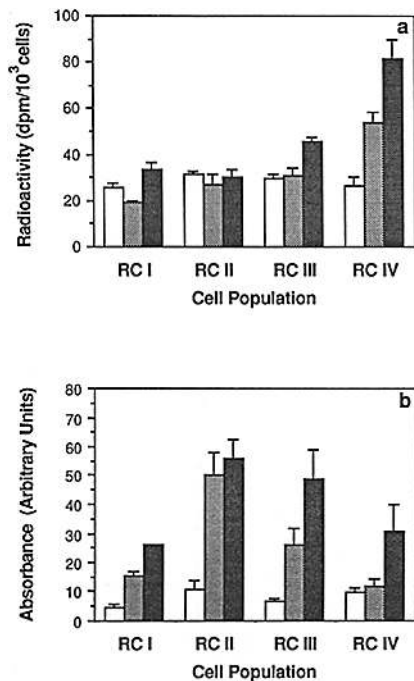 a
Radioactivity (dpm/10³cells)
100
80
60
40
20
0
RC I RC II RC III RC IV
Cell Population
b
Absorbance (Arbitrary Units)
80
70
60
50
40
30
20
10
0
RC I RC II RC III RC IV
Cell Population